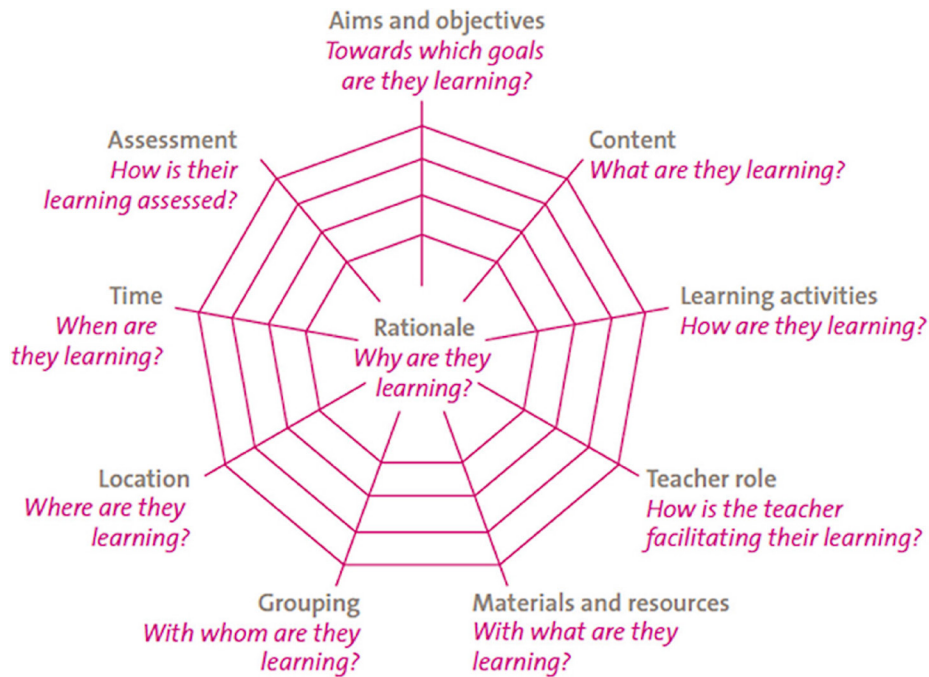 Aims and objectives
Towards which goals
are they learning?
Content
What are they learning?
Learning activities
How are they learning?
Teacher role
How is the teacher
facilitating their learning?
Materials and resources
With what are they
learning?
Grouping
With whom are they
learning?
Location
Where are they
learning?
Time
When are
they learning?
Assessment
How is their
learning assessed?
Rationale
Why are they
learning?